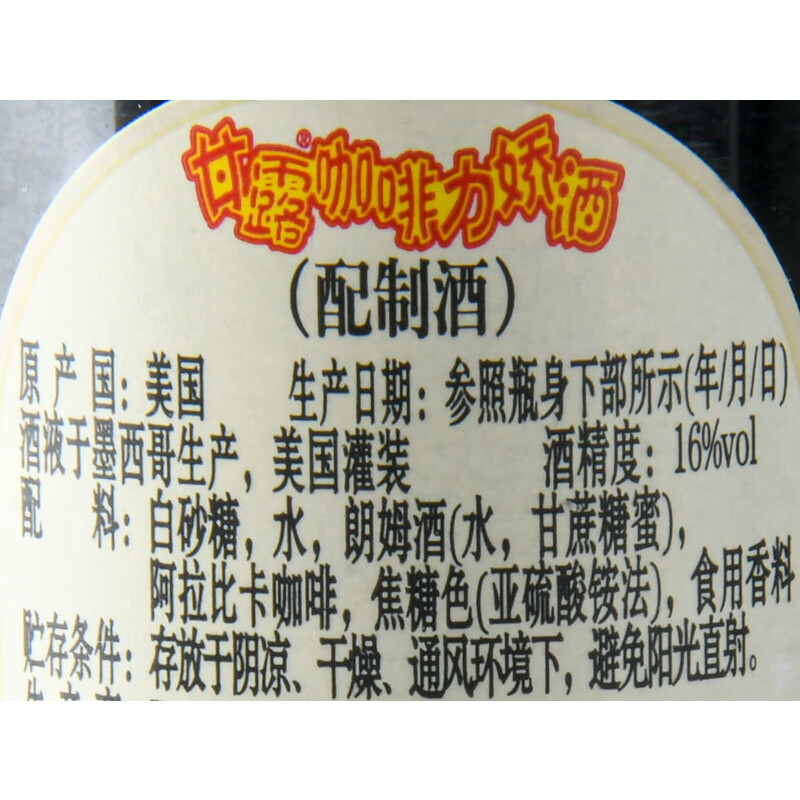 甘露®咖啡力娇酒
(配制酒)
原产国：美国 生产日期：参照瓶身下部所示(年/月/日)
酒液于墨西哥生产，美国灌装 酒精度：16%vol
配料：白砂糖，水，朗姆酒(水，甘蔗糖蜜)，
阿拉比卡咖啡，焦糖色(亚硫酸铵法)，食用香料
贮存条件：存放于阴凉、干燥、通风环境下，避免阳光直射。